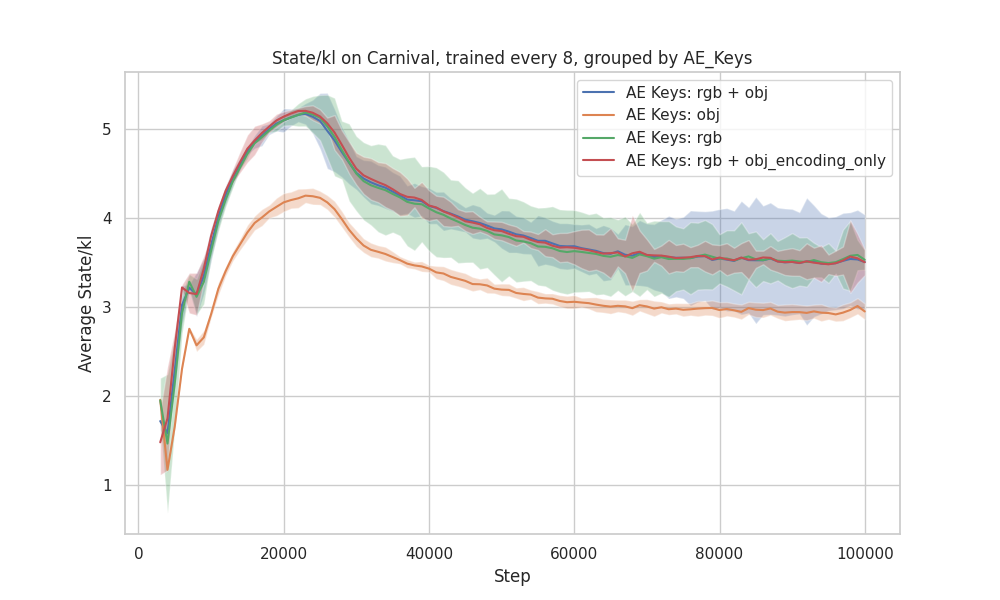 State/kl on Carnival, trained every 8, grouped by AE_Keys
AE Keys: rgb + obj
AE Keys: obj
AE Keys: rgb
AE Keys: rgb + obj_encoding_only
Average State/kl
5
4
3
2
1
0
20000
40000
60000
80000
100000
Step